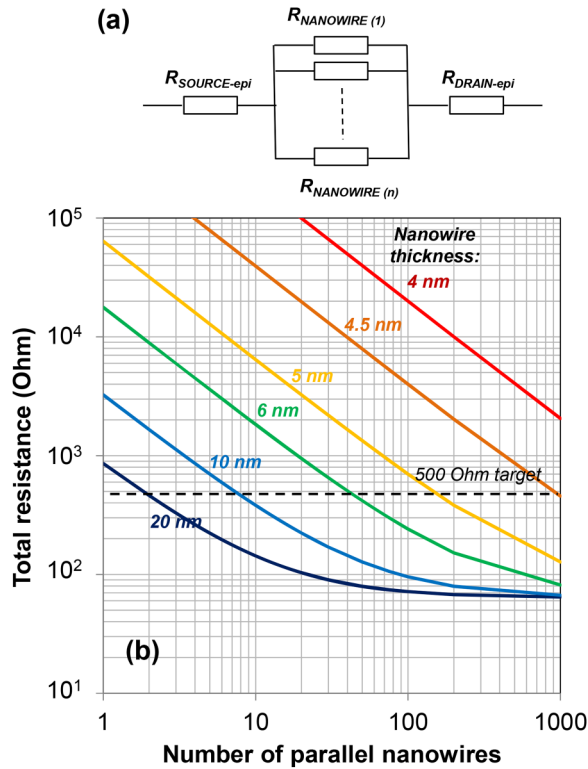 (a)
R_NANOWIRE (1)
R_SOURCE-epi
R_DRAIN-epi
R_NANOWIRE (n)
Total resistance (Ohm)
10^5
10^4
10^3
10^2
10^1
Nanowire
thickness:
4 nm
4.5 nm
5 nm
6 nm
10 nm
20 nm
500 Ohm target
(b)
1 10 100 1000
Number of parallel nanowires